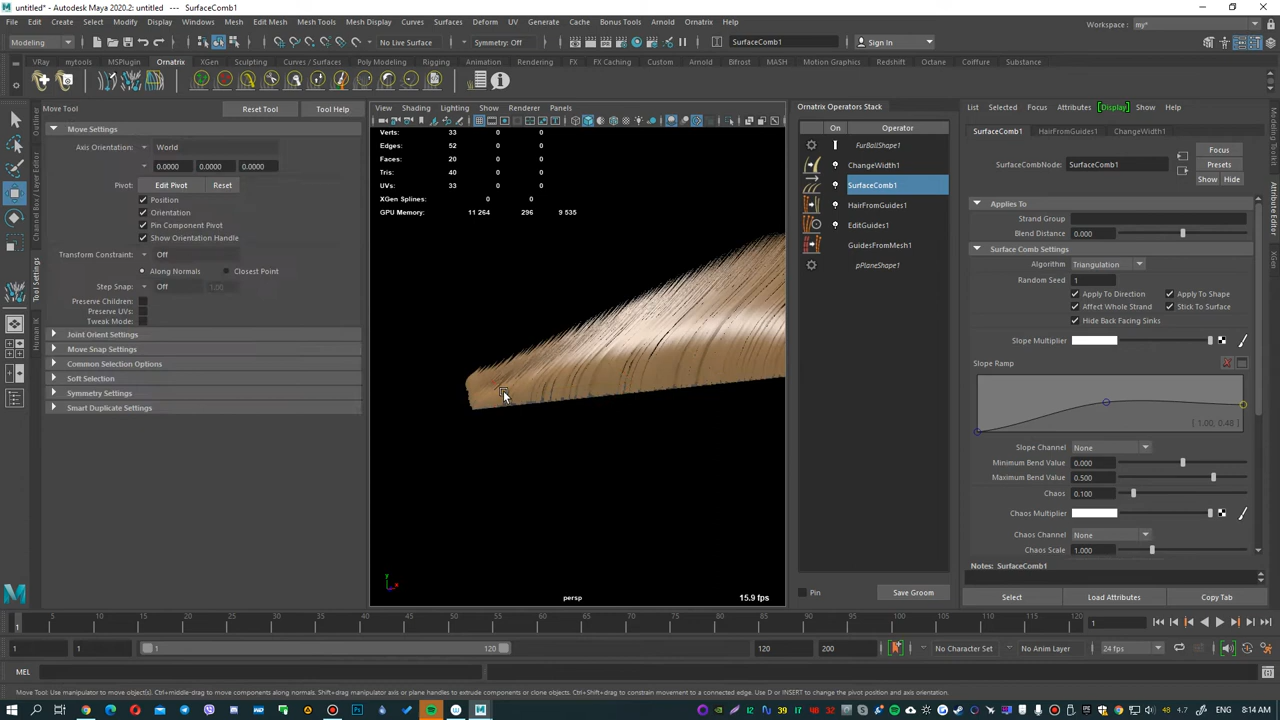 untitled* - Autodesk MAYA 2020.2: untitled --- SurfaceComb1
File Edit Create Select Modify Display Windows Mesh Edit Mesh Mesh Tools Mesh Display Curves Surfaces Deform UV Generate Cache Bonus Tools Arnold Ornatrix Help
Workspace : my*
Modeling No Live Surface Symmetry: Off SurfaceComb1 Sign In
VRay mytools MSPlugin Ornatrix XGen Sculpting Curves / Surfaces Poly Modeling Rigging Animation Rendering FX FX Caching Custom Arnold Bifrost MASH Motion Graphics Redshift Octane Coiffure Substance
Outliner
Channel Box / Layer Editor
Tool Settings
Human IK
Move Tool Reset Tool Tool Help
Move Settings
Axis Orientation: World
0.0000 0.0000 0.0000
Pivot: Edit Pivot Reset
Position
Orientation
Pin Component Pivot
Show Orientation Handle
Transform Constraint: Off
Along Normals Closest Point
Step Snap: Off 1.00
Preserve Children:
Preserve UVs:
Tweak Mode:
Joint Orient Settings
Move Snap Settings
Common Selection Options
Soft Selection
Symmetry Settings
Smart Duplicate Settings
View Shading Lighting Show Renderer Panels
Verts: 33 0 0
Edges: 52 0 0
Faces: 20 0 0
Tris: 40 0 0
UVs: 33 0 0
XGen Splines: 0 0
GPU Memory: 11 264 296 9 535
y
x
persp
15.9 fps
Ornatrix Operators Stack
On Operator
FurBallShape1
ChangeWidth1
SurfaceComb1
HairFromGuides1
EditGuides1
GuidesFromMesh1
pPlaneShape1
Pin Save Groom
List Selected Focus Attributes Display Show Help
SurfaceComb1 HairFromGuides1 ChangeWidth1
SurfaceCombNode: SurfaceComb1
Focus
Presets
Show Hide
Applies To
Strand Group
Blend Distance 0.000
Surface Comb Settings
Algorithm Triangulation
Random Seed 1
Apply To Direction Apply To Shape
Affect Whole Strand Stick To Surface
Hide Back Facing Sinks
Slope Multiplier
Slope Ramp
[ 1.00, 0.48 ]
Slope Channel None
Minimum Bend Value 0.000
Maximum Bend Value 0.500
Chaos 0.100
Chaos Multiplier
Chaos Channel None
Chaos Scale 1.000
Notes: SurfaceComb1
Select Load Attributes Copy Tab
Attribute Editor
XGen
1 5 10 15 20 25 30 35 40 45 50 55 60 65 70 75 80 85 90 95 100 105 110 115 120 1
1 1 1 120 120 200 No Character Set No Anim Layer 24 fps
MEL
Move Tool: Use manipulator to move object(s). Ctrl+middle-drag to move components along normals. Shift+drag manipulator axis or plane handles to extrude components or clone objects. Ctrl+Shift+drag to constrain movement to a connected edge. Use D or INSERT to change the pivot position and axis orientation.
8:14 AM